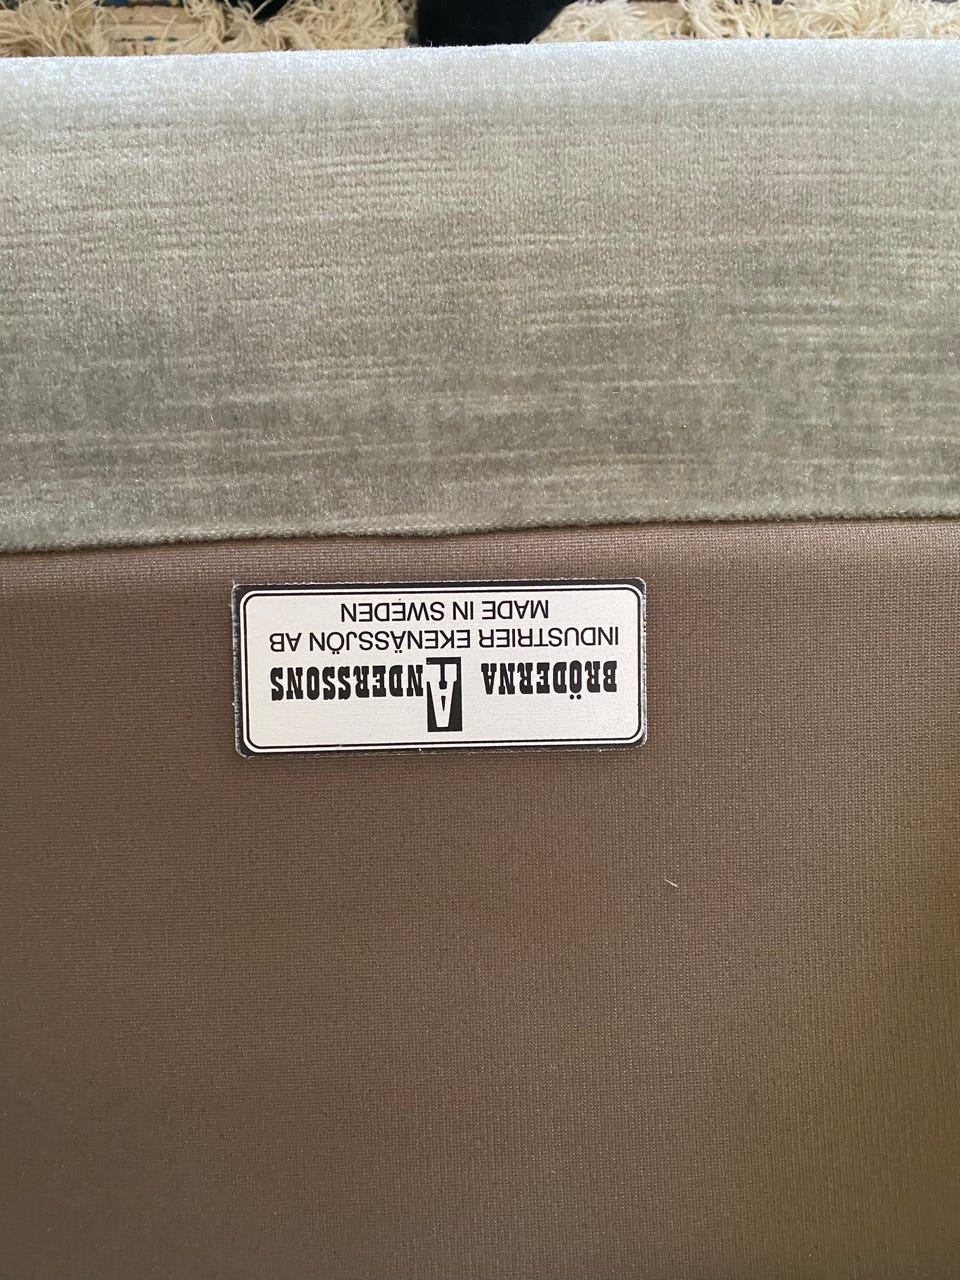 BRÖDERNA ANDERSSONS
INDUSTRIER EKENÄSSJÖN AB
MADE IN SWEDEN